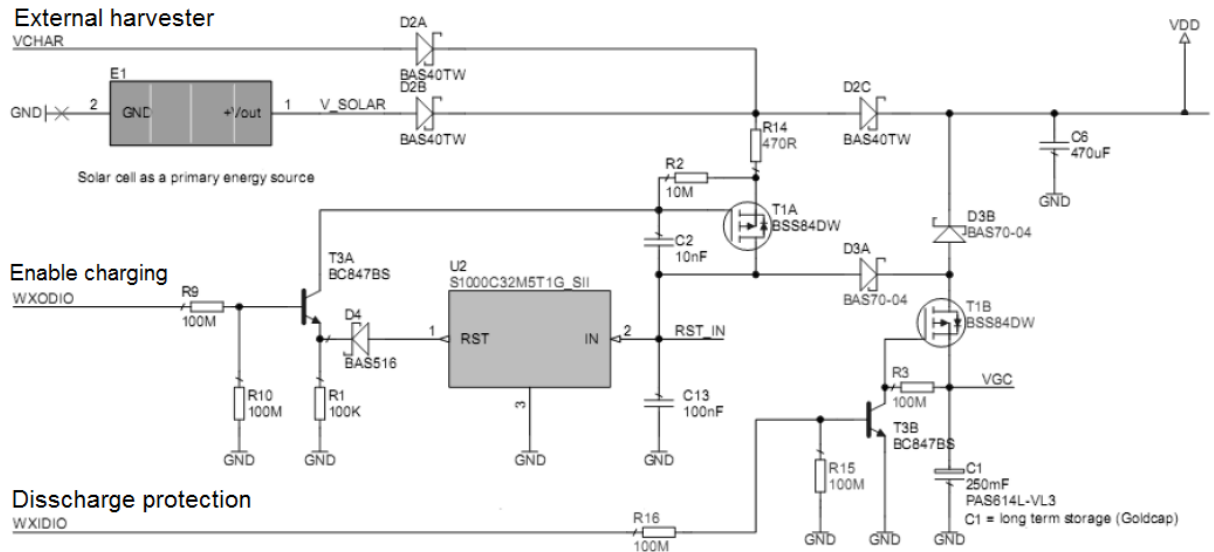 External harvester
VCHAR
D2A
BAS40TW
VDD
E1
GND
2
GND
+Vout
1
V_SOLAR
D2B
BAS40TW
D2C
BAS40TW
Solar cell as a primary energy source
R14
470R
C6
470uF
GND
R2
10M
T1A
BSS84DW
C2
10nF
D3B
BAS70-04
D3A
BAS70-04
Enable charging
WXODIO
R9
100M
T3A
BC847BS
D4
BAS516
U2
S1000C32M5T1G_SII
1
RST
IN
2
RST_IN
3
T1B
BSS84DW
R3
100M
VGC
R10
100M
R1
100K
C13
100nF
GND
GND
GND
GND
T3B
BC847BS
R15
100M
C1
250mF
PAS614L-VL3
C1 = long term storage (Goldcap)
Disscharge protection
WXIDIO
R16
100M
GND
GND
GND